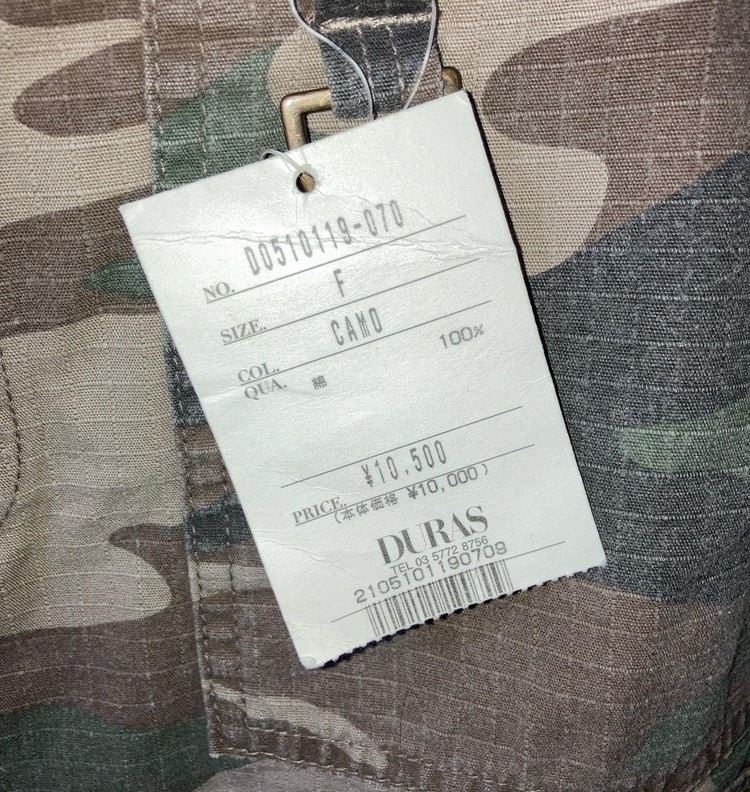 NO. D0510119-070
SIZE. F
COL. CAMO
QUA. 綿 100%
¥10,500
PRICE. (本体価格 ¥10,000)
DURAS
TEL 03 5772 8756
2105101190709